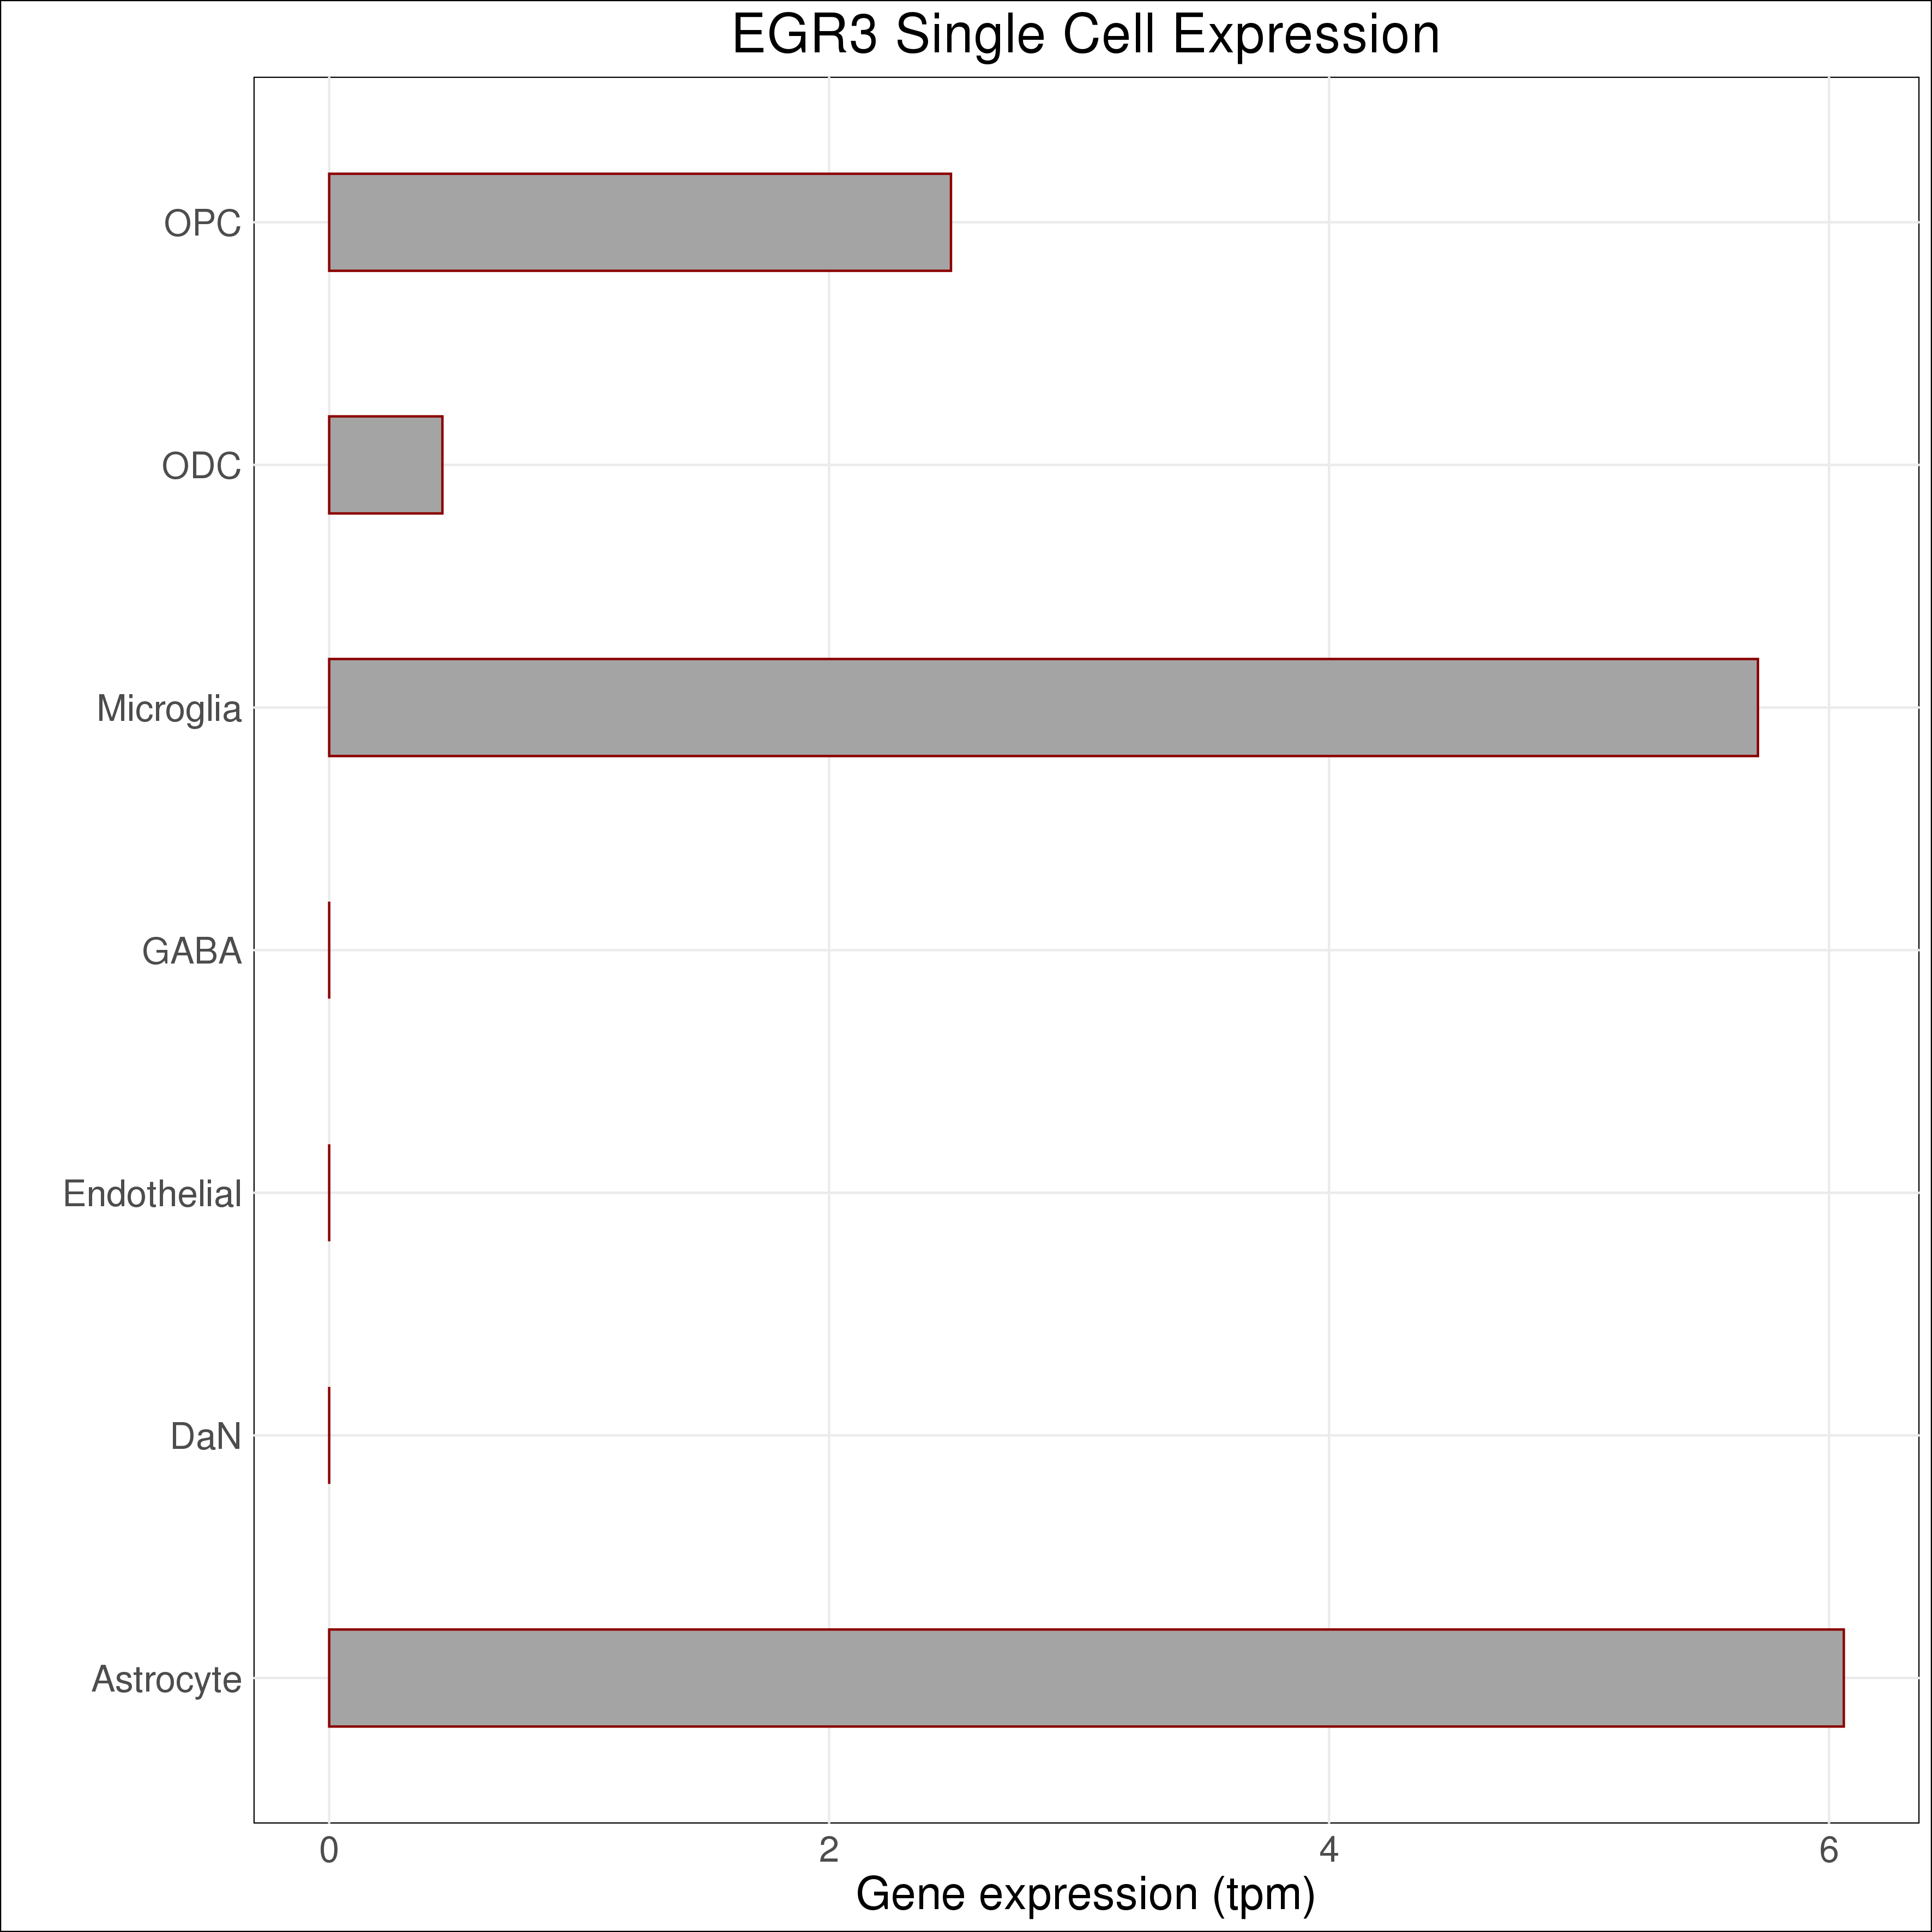 EGR3 Single Cell Expression
OPC
ODC
Microglia
GABA
Endothelial
DaN
Astrocyte
0 2 4 6
Gene expression (tpm)